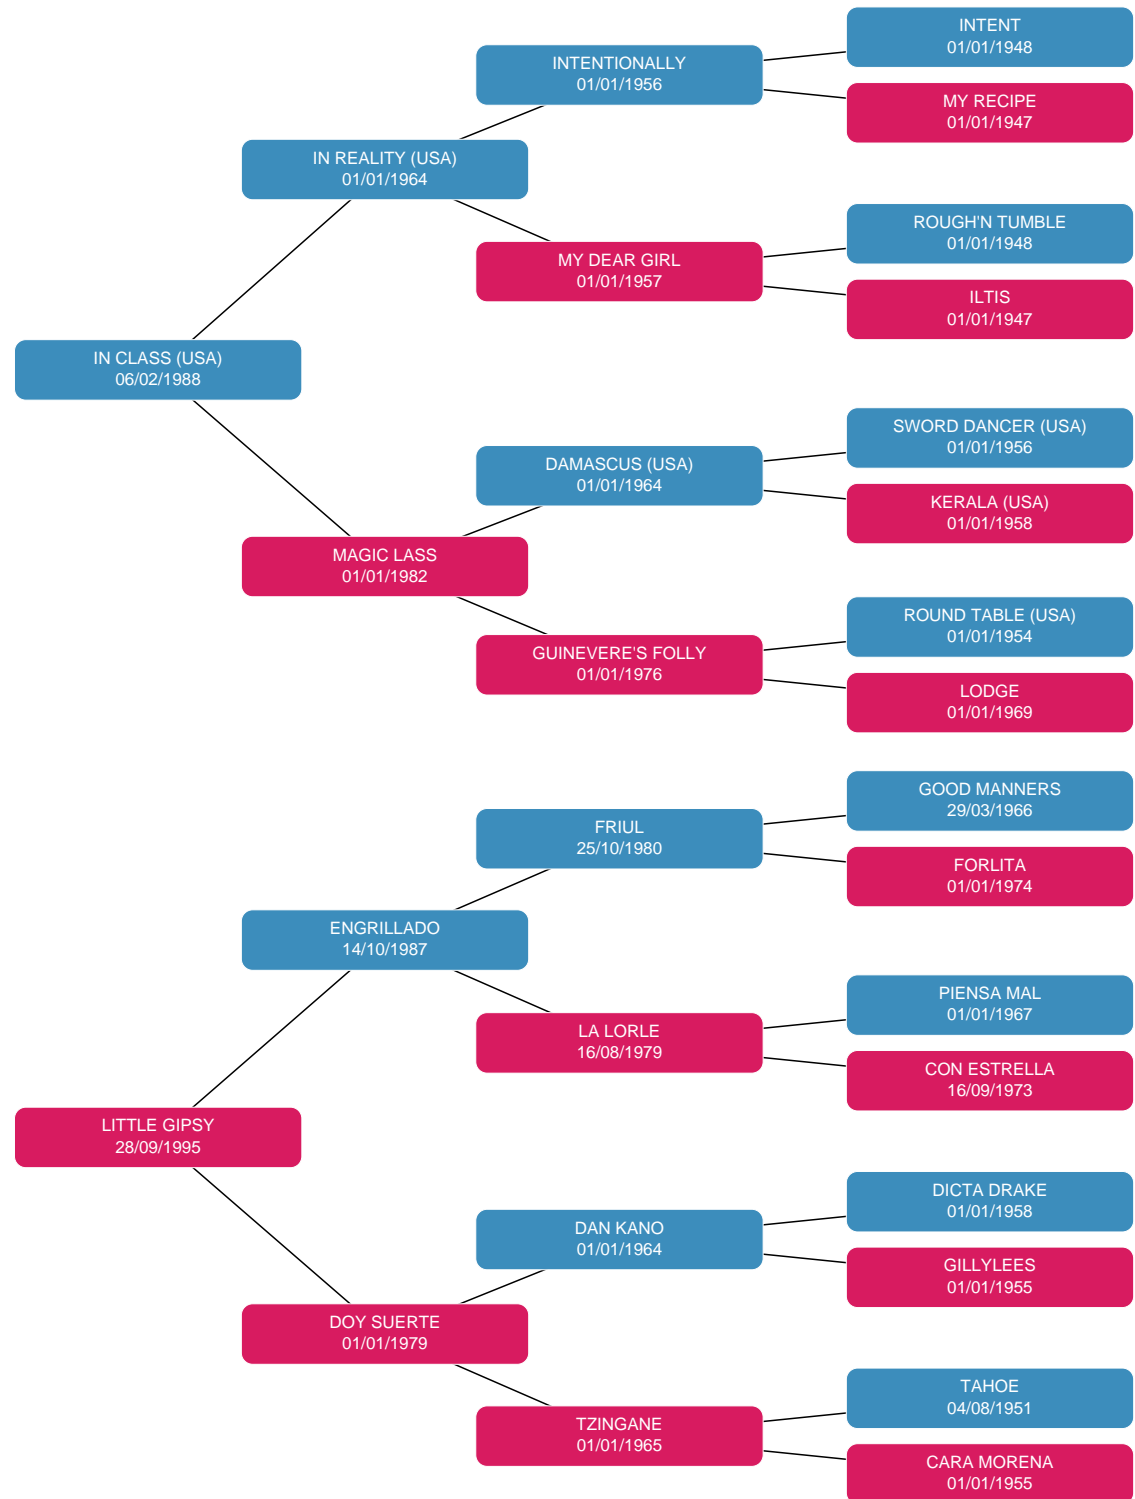 INTENT
01/01/1948
INTENTIONALLY
01/01/1956
MY RECIPE
01/01/1947
IN REALITY (USA)
01/01/1964
ROUGH'N TUMBLE
01/01/1948
MY DEAR GIRL
01/01/1957
ILTIS
01/01/1947
IN CLASS (USA)
06/02/1988
SWORD DANCER (USA)
01/01/1956
DAMASCUS (USA)
01/01/1964
KERALA (USA)
01/01/1958
MAGIC LASS
01/01/1982
ROUND TABLE (USA)
01/01/1954
GUINEVERE'S FOLLY
01/01/1976
LODGE
01/01/1969
GOOD MANNERS
29/03/1966
FRIUL
25/10/1980
FORLITA
01/01/1974
ENGRILLADO
14/10/1987
PIENSA MAL
01/01/1967
LA LORLE
16/08/1979
CON ESTRELLA
16/09/1973
LITTLE GIPSY
28/09/1995
DICTA DRAKE
01/01/1958
DAN KANO
01/01/1964
GILLYLEES
01/01/1955
DOY SUERTE
01/01/1979
TAHOE
04/08/1951
TZINGANE
01/01/1965
CARA MORENA
01/01/1955